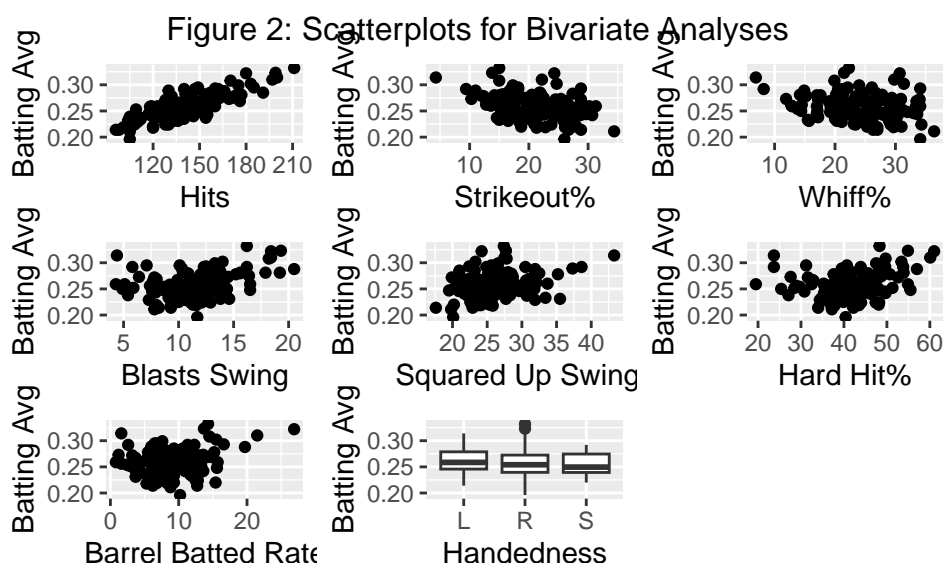 Figure 2: Scatterplots for Bivariate Analyses
Batting Avg
0.30
0.25
0.20
120 150 180 210
Hits
Batting Avg
0.30
0.25
0.20
10 20 30
Strikeout%
Batting Avg
0.30
0.25
0.20
10 20 30
Whiff%
Batting Avg
0.30
0.25
0.20
5 10 15 20
Blasts Swing
Batting Avg
0.30
0.25
0.20
20 25 30 35 40
Squared Up Swing
Batting Avg
0.30
0.25
0.20
20 30 40 50 60
Hard Hit%
Batting Avg
0.30
0.25
0.20
0 10 20
Barrel Batted Rate
Batting Avg
0.30
0.25
0.20
L R S
Handedness